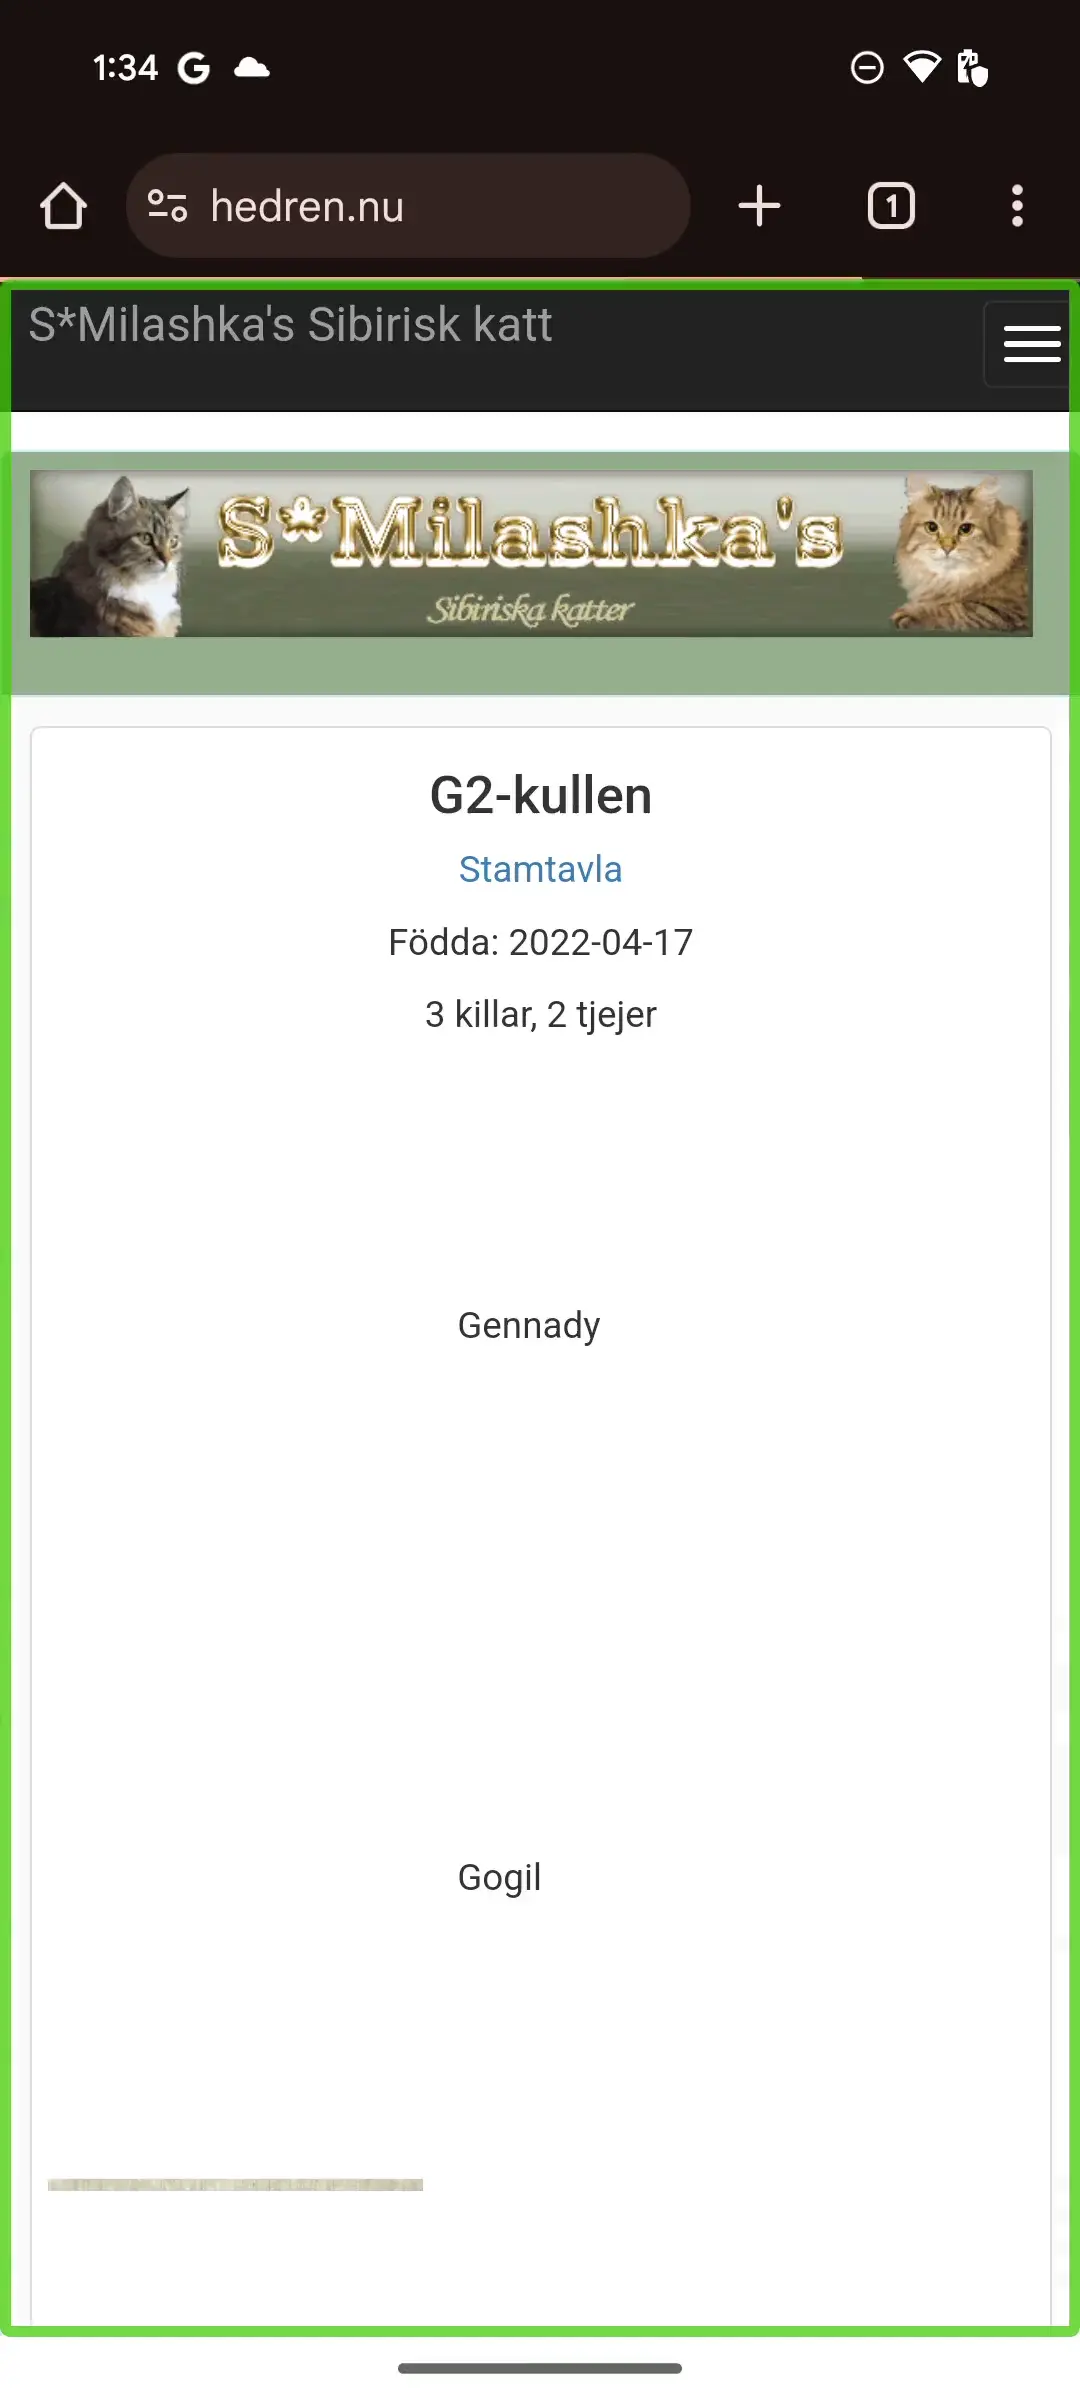 1:34
hedren.nu
1
S*Milashka's Sibirisk katt
S*Milashka's
Sibiriska katter
G2-kullen
Stamtavla
Födda: 2022-04-17
3 killar, 2 tjejer
Gennady
Gogil